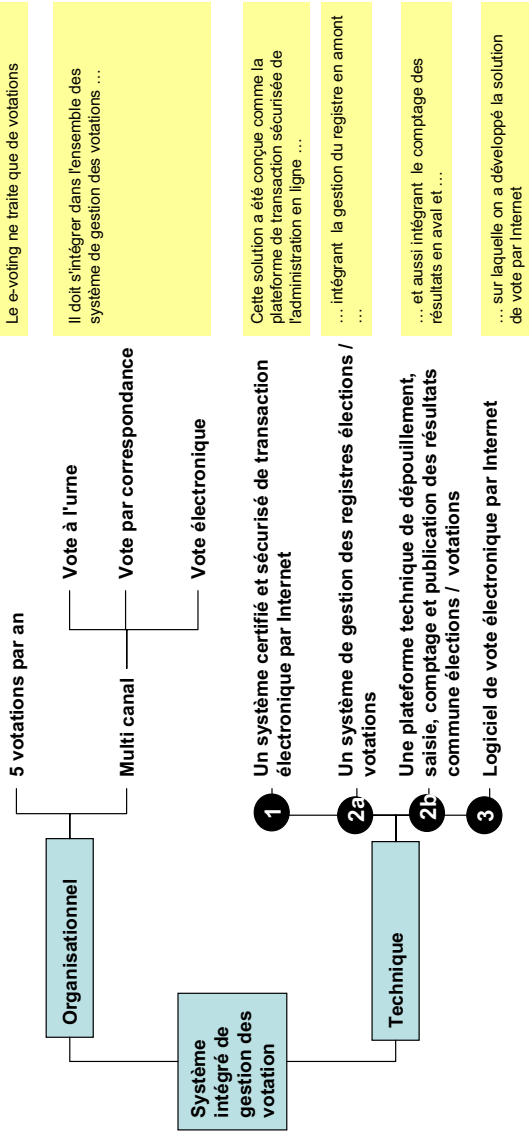 Système
intégré de
gestion des
votation
Organisationnel
5 votations par an
Le e-voting ne traite que de votations
Multi canal
Vote à l'urne
Vote par correspondance
Vote électronique
Il doit s'intégrer dans l'ensemble des
système de gestion des votations …
Technique
1
Un système certifié et sécurisé de transaction
électronique par Internet
Cette solution a été conçue comme la
plateforme de transaction sécurisée de
l'administration en ligne …
2a
Un système de gestion des registres élections /
votations
… intégrant la gestion du registre en amont
…
2b
Une plateforme technique de dépouillement,
saisie, comptage et publication des résultats
commune élections / votations
… et aussi intégrant le comptage des
résultats en aval et …
3
Logiciel de vote électronique par Internet
… sur laquelle on a développé la solution
de vote par Internet